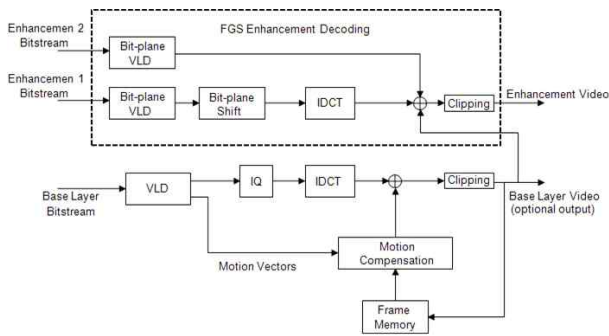 FGS Enhancement Decoding
Enhancemen 2
Bitstream
Bit-plane
VLD
Enhancemen 1
Bitstream
Bit-plane
VLD
Bit-plane
Shift
IDCT
Clipping
Enhancement Video
Base Layer
Bitstream
VLD
IQ
IDCT
Clipping
Base Layer Video
(optional output)
Motion Vectors
Motion
Compensation
Frame
Memory